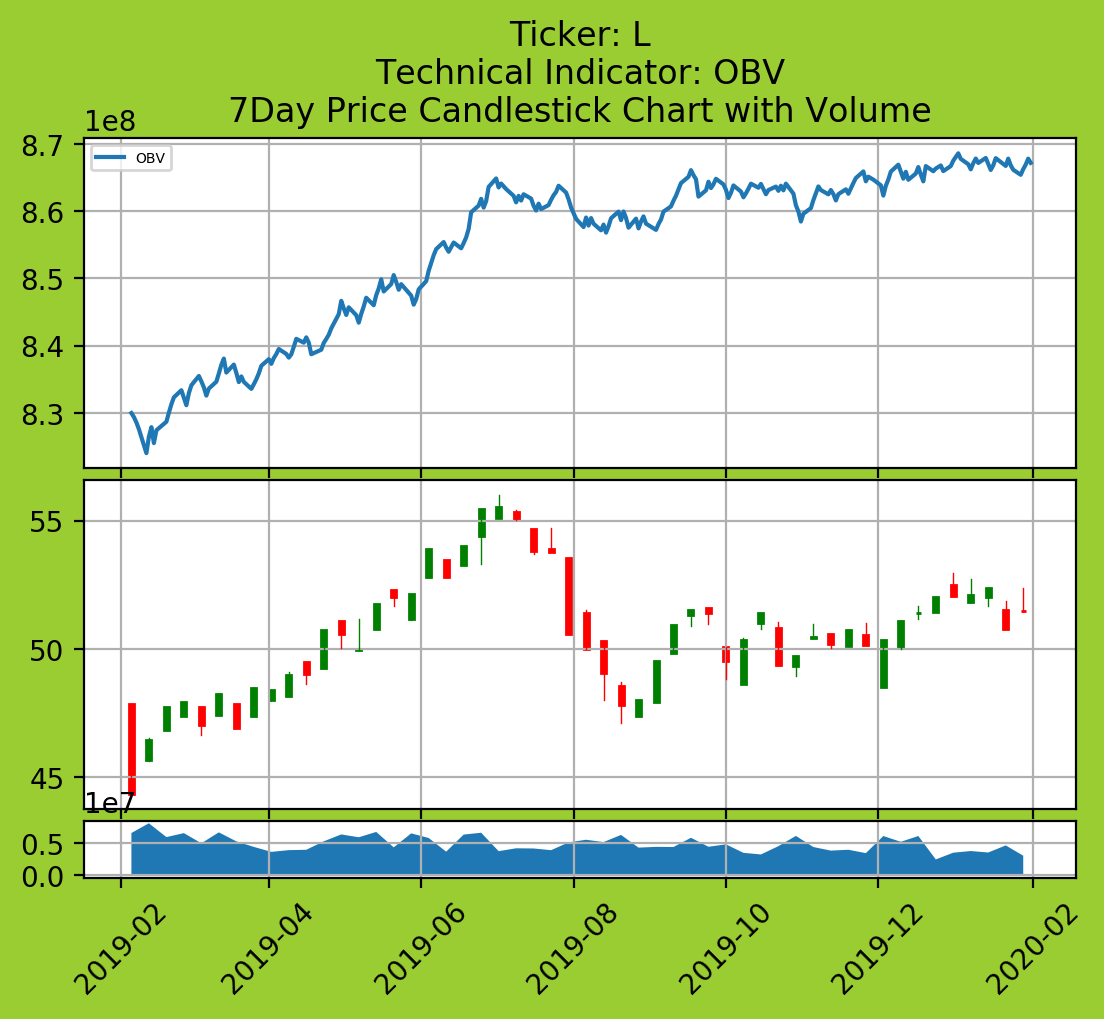 Ticker: L
Technical Indicator: OBV
7Day Price Candlestick Chart with Volume
1e8
8.7
OBV
8.6
8.5
8.4
8.3
55
50
45
1e7
0.5
0.0
2019-02
2019-04
2019-06
2019-08
2019-10
2019-12
2020-02